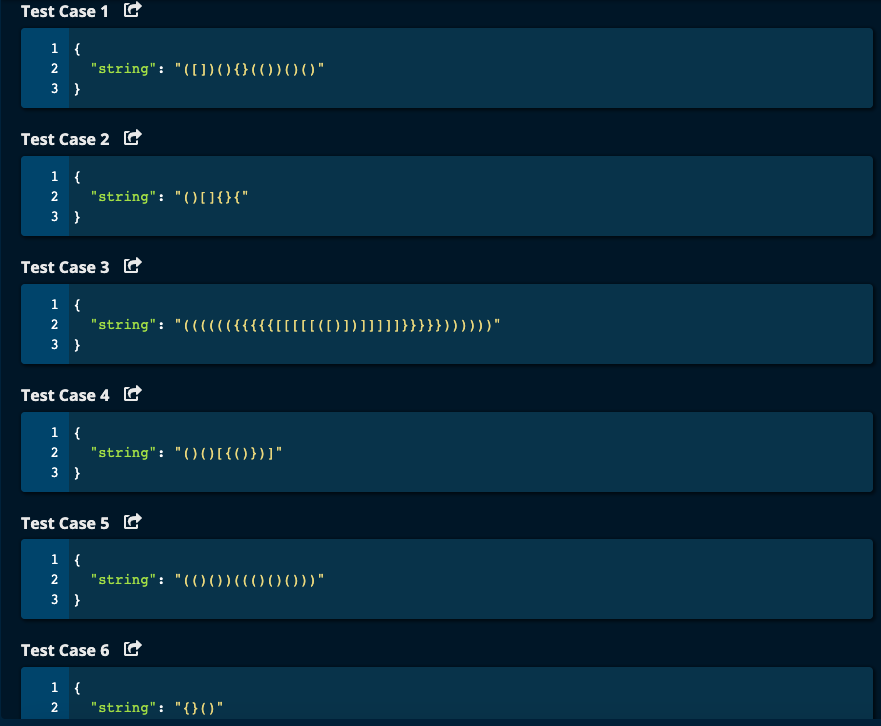 Test Case 1
1 {
2 "string": "([])(){}(())()()"
3 }
Test Case 2
1 {
2 "string": "()[]{}{"
3 }
Test Case 3
1 {
2 "string": "(((((({{{{{[[[[[([)])]]]]]}}}}}))))))"
3 }
Test Case 4
1 {
2 "string": "()()[{()})]"
3 }
Test Case 5
1 {
2 "string": "(()())((()()()))"
3 }
Test Case 6
1 {
2 "string": "{}()"